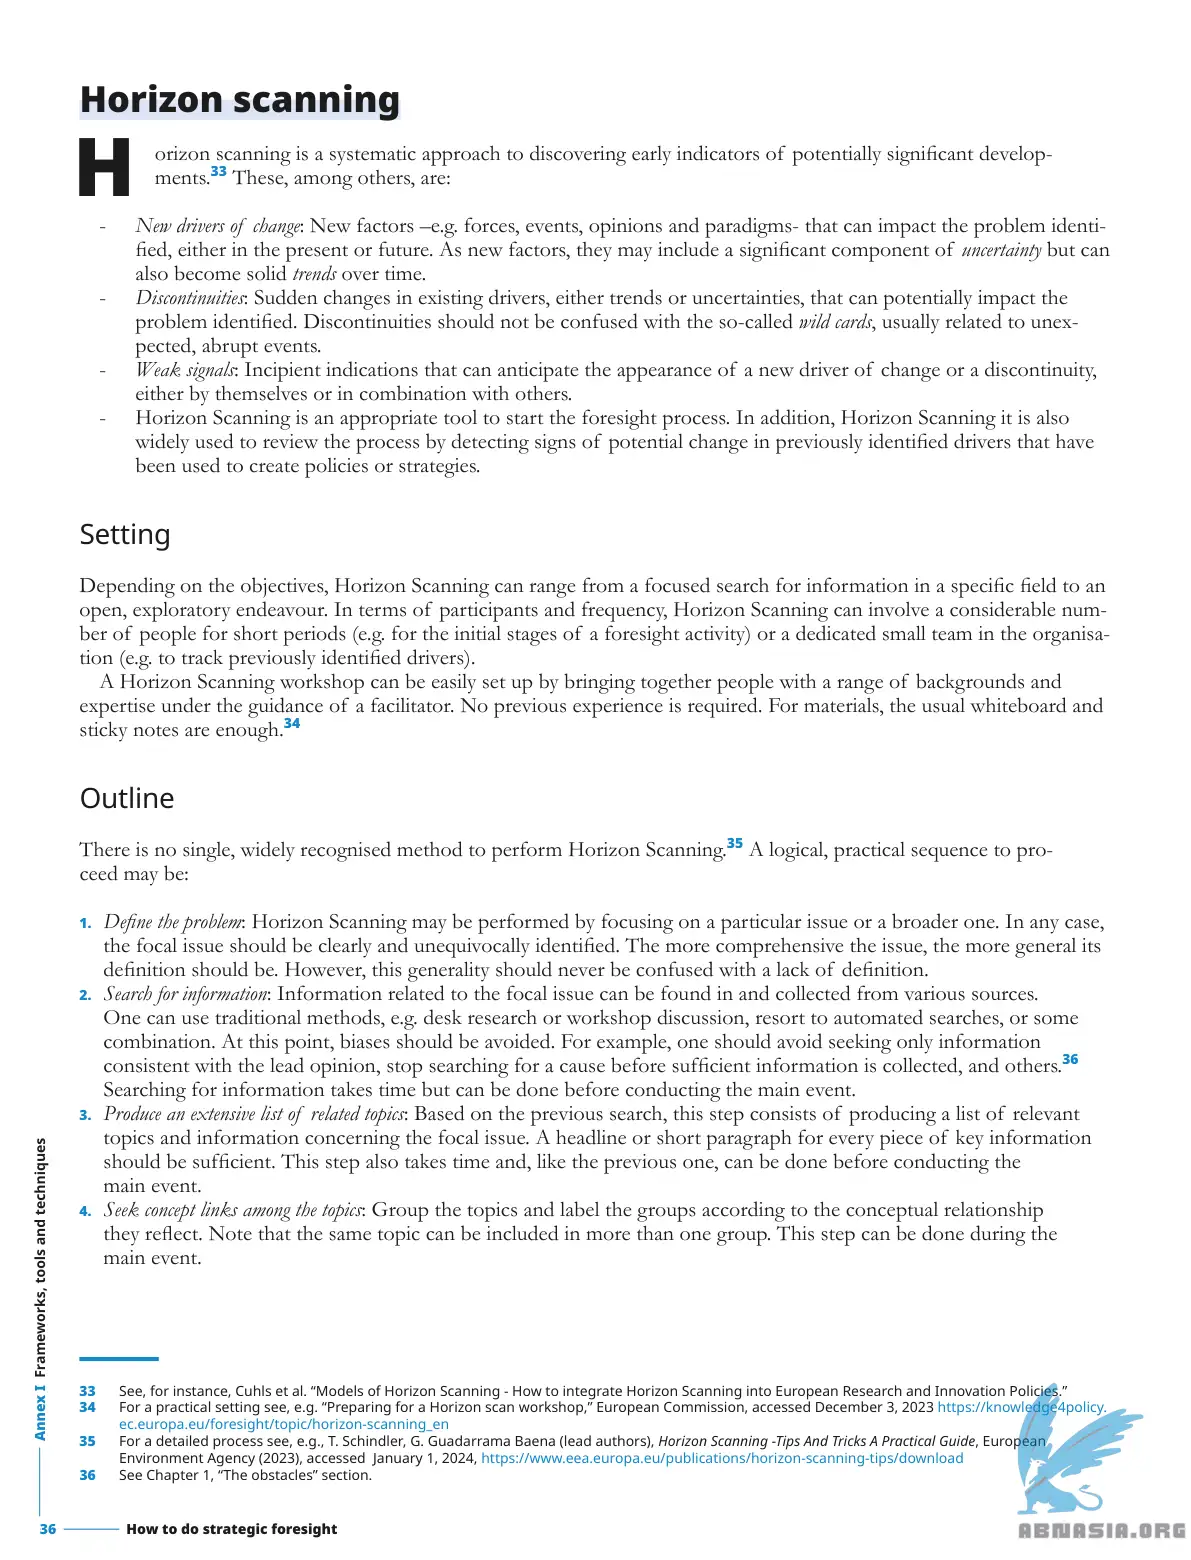 Horizon scanning
Horizon scanning is a systematic approach to discovering early indicators of potentially significant develop-
ments.33 These, among others, are:
- New drivers of change: New factors –e.g. forces, events, opinions and paradigms- that can impact the problem identi-
fied, either in the present or future. As new factors, they may include a significant component of uncertainty but can
also become solid trends over time.
- Discontinuities: Sudden changes in existing drivers, either trends or uncertainties, that can potentially impact the
problem identified. Discontinuities should not be confused with the so-called wild cards, usually related to unex-
pected, abrupt events.
- Weak signals: Incipient indications that can anticipate the appearance of a new driver of change or a discontinuity,
either by themselves or in combination with others.
- Horizon Scanning is an appropriate tool to start the foresight process. In addition, Horizon Scanning it is also
widely used to review the process by detecting signs of potential change in previously identified drivers that have
been used to create policies or strategies.
Setting
Depending on the objectives, Horizon Scanning can range from a focused search for information in a specific field to an
open, exploratory endeavour. In terms of participants and frequency, Horizon Scanning can involve a considerable num-
ber of people for short periods (e.g. for the initial stages of a foresight activity) or a dedicated small team in the organisa-
tion (e.g. to track previously identified drivers).
A Horizon Scanning workshop can be easily set up by bringing together people with a range of backgrounds and
expertise under the guidance of a facilitator. No previous experience is required. For materials, the usual whiteboard and
sticky notes are enough.34
Outline
There is no single, widely recognised method to perform Horizon Scanning.35 A logical, practical sequence to pro-
ceed may be:
1. Define the problem: Horizon Scanning may be performed by focusing on a particular issue or a broader one. In any case,
the focal issue should be clearly and unequivocally identified. The more comprehensive the issue, the more general its
definition should be. However, this generality should never be confused with a lack of definition.
2. Search for information: Information related to the focal issue can be found in and collected from various sources.
One can use traditional methods, e.g. desk research or workshop discussion, resort to automated searches, or some
combination. At this point, biases should be avoided. For example, one should avoid seeking only information
consistent with the lead opinion, stop searching for a cause before sufficient information is collected, and others.36
Searching for information takes time but can be done before conducting the main event.
3. Produce an extensive list of related topics: Based on the previous search, this step consists of producing a list of relevant
topics and information concerning the focal issue. A headline or short paragraph for every piece of key information
should be sufficient. This step also takes time and, like the previous one, can be done before conducting the
main event.
4. Seek concept links among the topics: Group the topics and label the groups according to the conceptual relationship
they reflect. Note that the same topic can be included in more than one group. This step can be done during the
main event.
33 See, for instance, Cuhls et al. “Models of Horizon Scanning - How to integrate Horizon Scanning into European Research and Innovation Policies.”
34 For a practical setting see, e.g. “Preparing for a Horizon scan workshop,” European Commission, accessed December 3, 2023 https://knowledge4policy.
ec.europa.eu/foresight/topic/horizon-scanning_en
35 For a detailed process see, e.g., T. Schindler, G. Guadarrama Baena (lead authors), Horizon Scanning -Tips And Tricks A Practical Guide, European
Environment Agency (2023), accessed January 1, 2024, https://www.eea.europa.eu/publications/horizon-scanning-tips/download
36 See Chapter 1, “The obstacles” section.
Annex I Frameworks, tools and techniques
36 How to do strategic foresight
ABNASIA.ORG